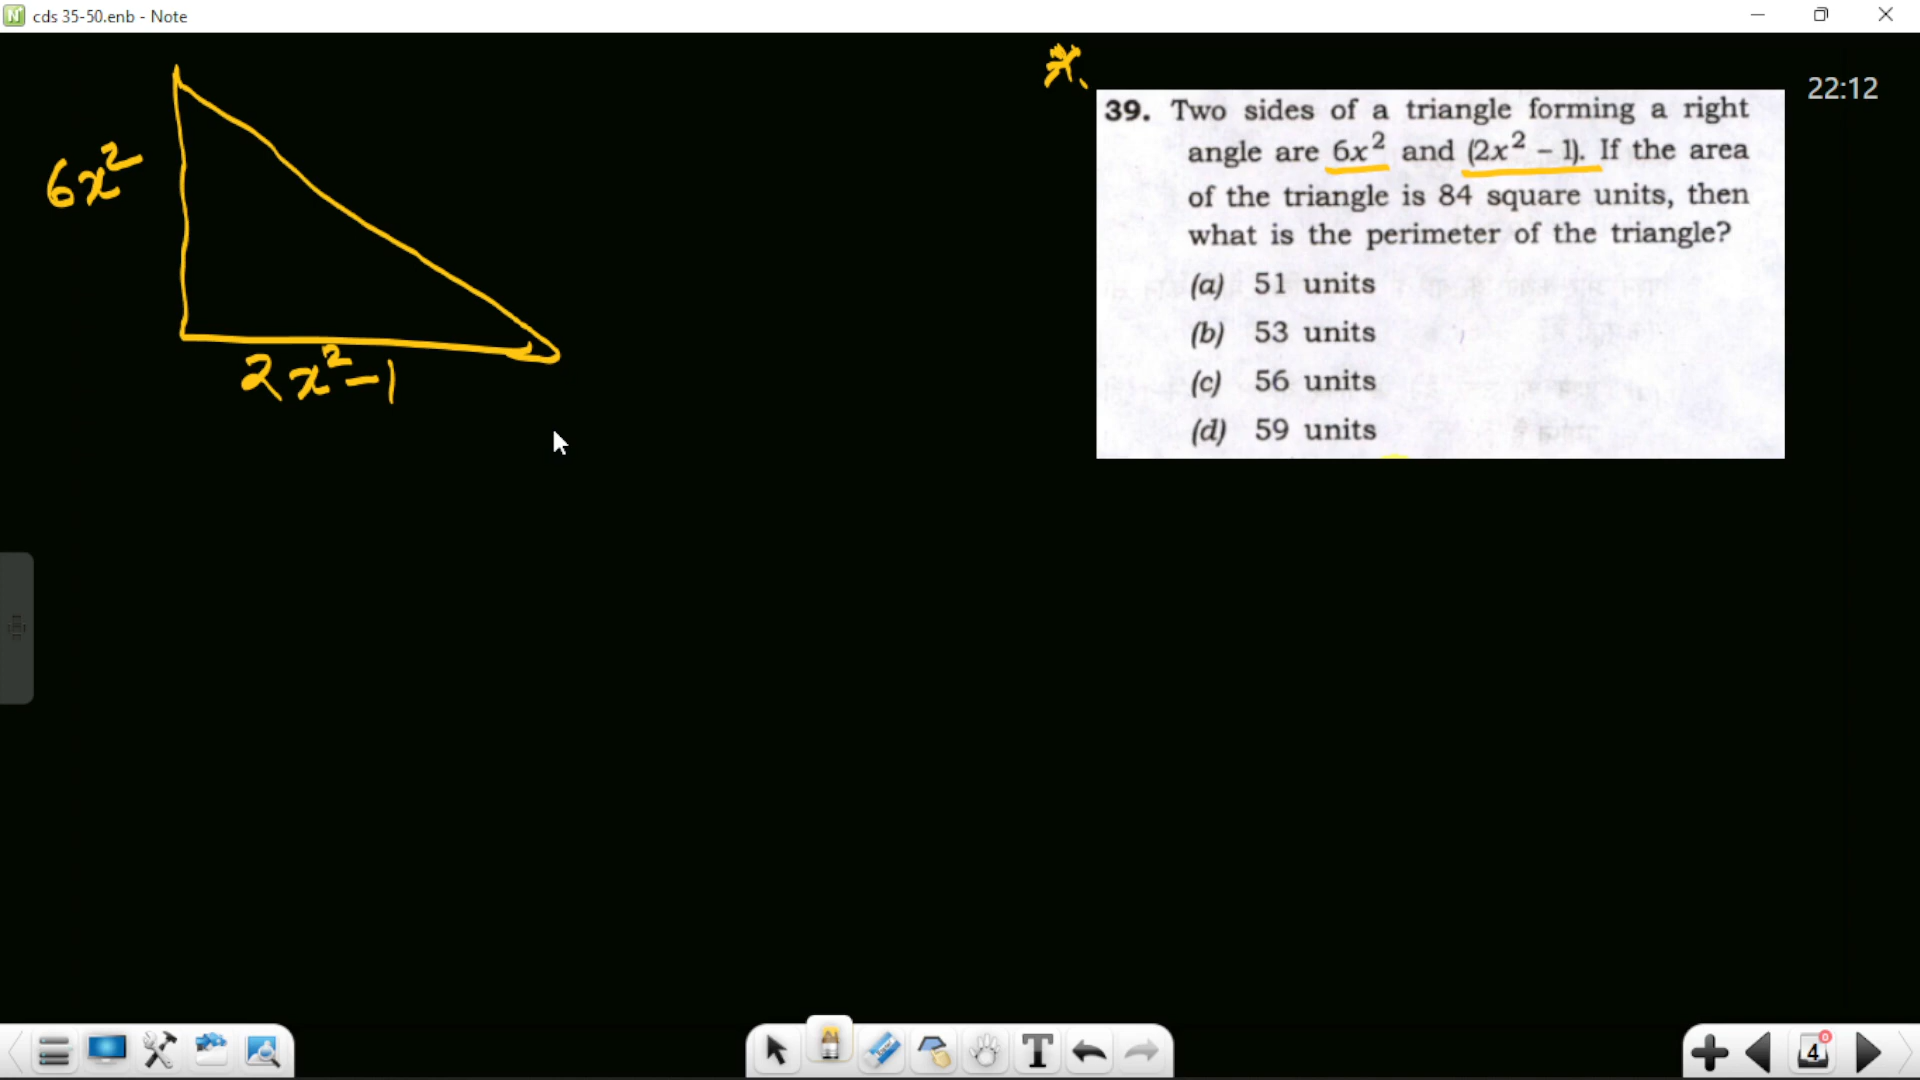 cds 35-50.enb - Note
22:12
6x²
2x²-1
x.
39. Two sides of a triangle forming a right
angle are 6x² and (2x² – 1). If the area
of the triangle is 84 square units, then
what is the perimeter of the triangle?
(a) 51 units
(b) 53 units
(c) 56 units
(d) 59 units
T
4
0